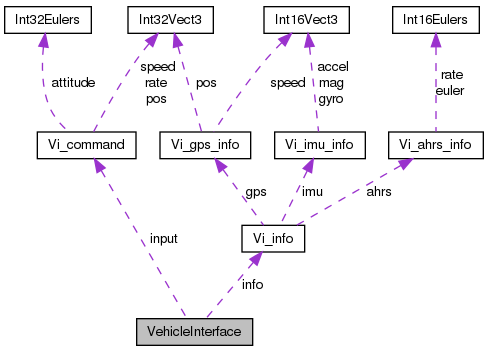 Int32Eulers
Int32Vect3
Int16Vect3
Int16Eulers
attitude
speed
rate
pos
pos
speed
accel
mag
gyro
rate
euler
Vi_command
Vi_gps_info
Vi_imu_info
Vi_ahrs_info
gps
imu
ahrs
input
Vi_info
info
VehicleInterface